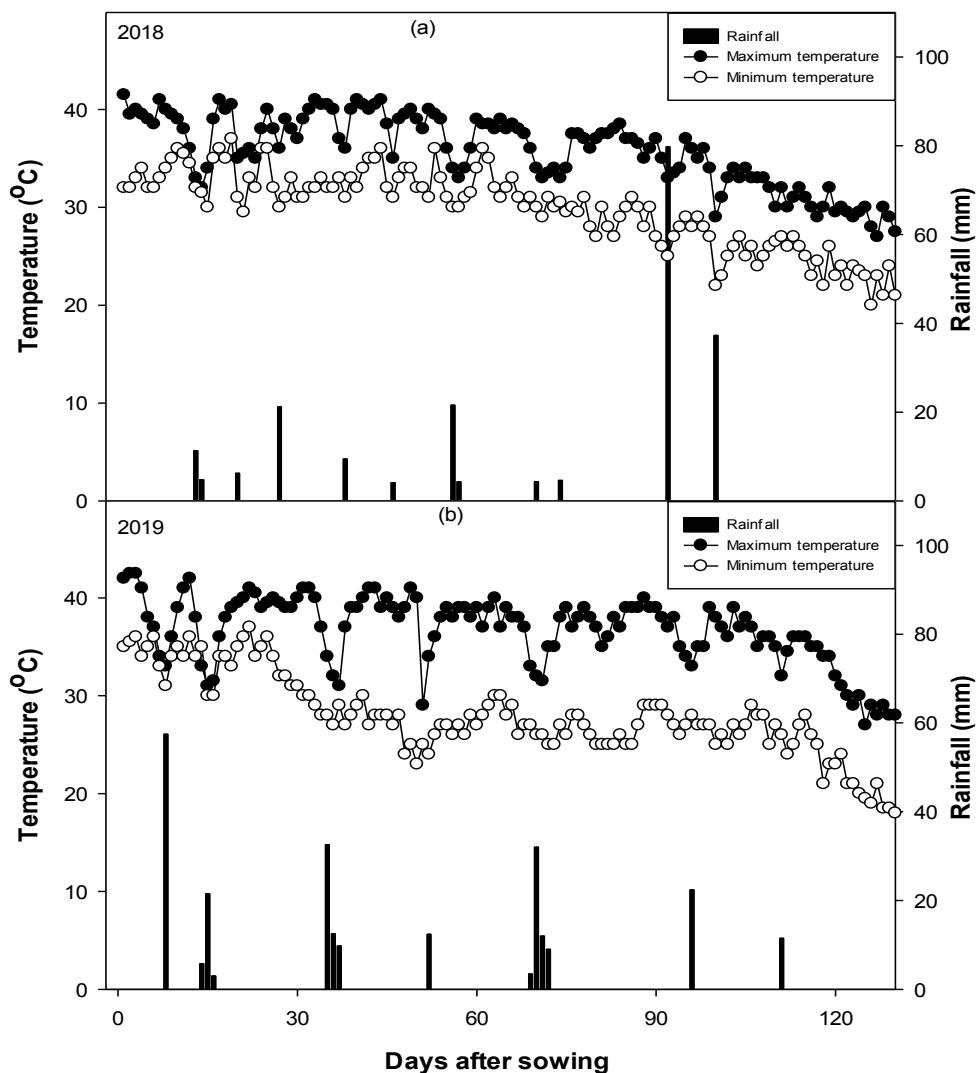 2018
(a)
Rainfall
Maximum temperature
Minimum temperature
100
80
60
40
20
0
40
30
20
10
0
Temperature (⁰C)
Rainfall (mm)
2019
(b)
Rainfall
Maximum temperature
Minimum temperature
100
80
60
40
20
0
40
30
20
10
0
Temperature (⁰C)
Rainfall (mm)
0 30 60 90 120
Days after sowing